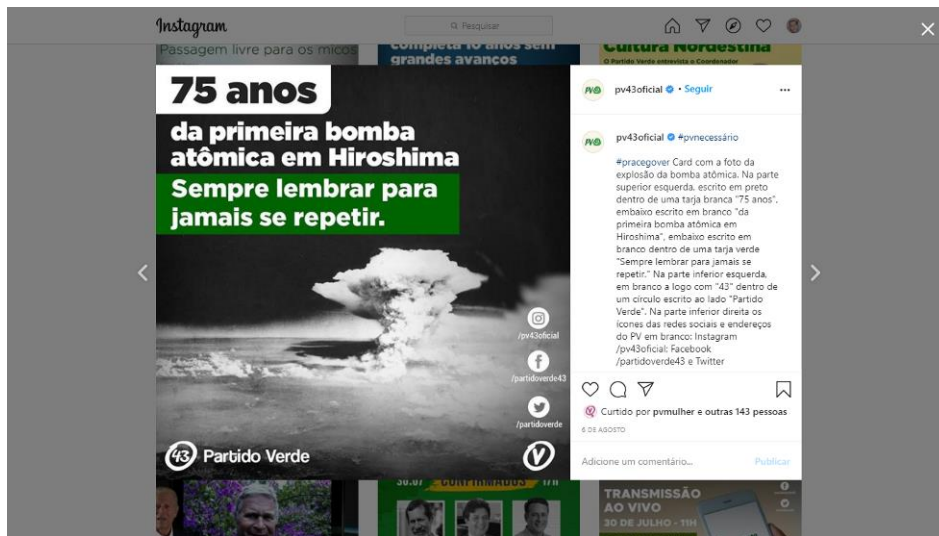 Instagram
Pesquisar
Passagem livre para os micos
completa 10 anos sem
grandes avanços
Cultura Nordestina
O Partido Verde entrevista o Coordenador
75 anos
da primeira bomba
atômica em Hiroshima
Sempre lembrar para
jamais se repetir.
/pv43oficial
/partidoverde43
/partidoverde
43 Partido Verde
V
PV
pv43oficial • Seguir
PV
pv43oficial #pvnecessário
#pracegover Card com a foto da
explosão da bomba atômica. Na parte
superior esquerda, escrito em preto
dentro de uma tarja branca "75 anos",
embaixo escrito em branco "da
primeira bomba atômica em
Hiroshima", embaixo escrito em
branco dentro de uma tarja verde
"Sempre lembrar para jamais se
repetir." Na parte inferior esquerda,
em branco a logo com "43" dentro de
um círculo escrito ao lado "Partido
Verde". Na parte inferior direita os
ícones das redes sociais e endereços
do PV em branco: Instagram
/pv43oficial; Facebook
/partidoverde43 e Twitter
Curtido por pvmulher e outras 143 pessoas
6 DE AGOSTO
Adicione um comentário...
Publicar
30.07 CONFIRMADOS 17H
TRANSMISSÃO
AO VIVO
30 DE JULHO - 11H